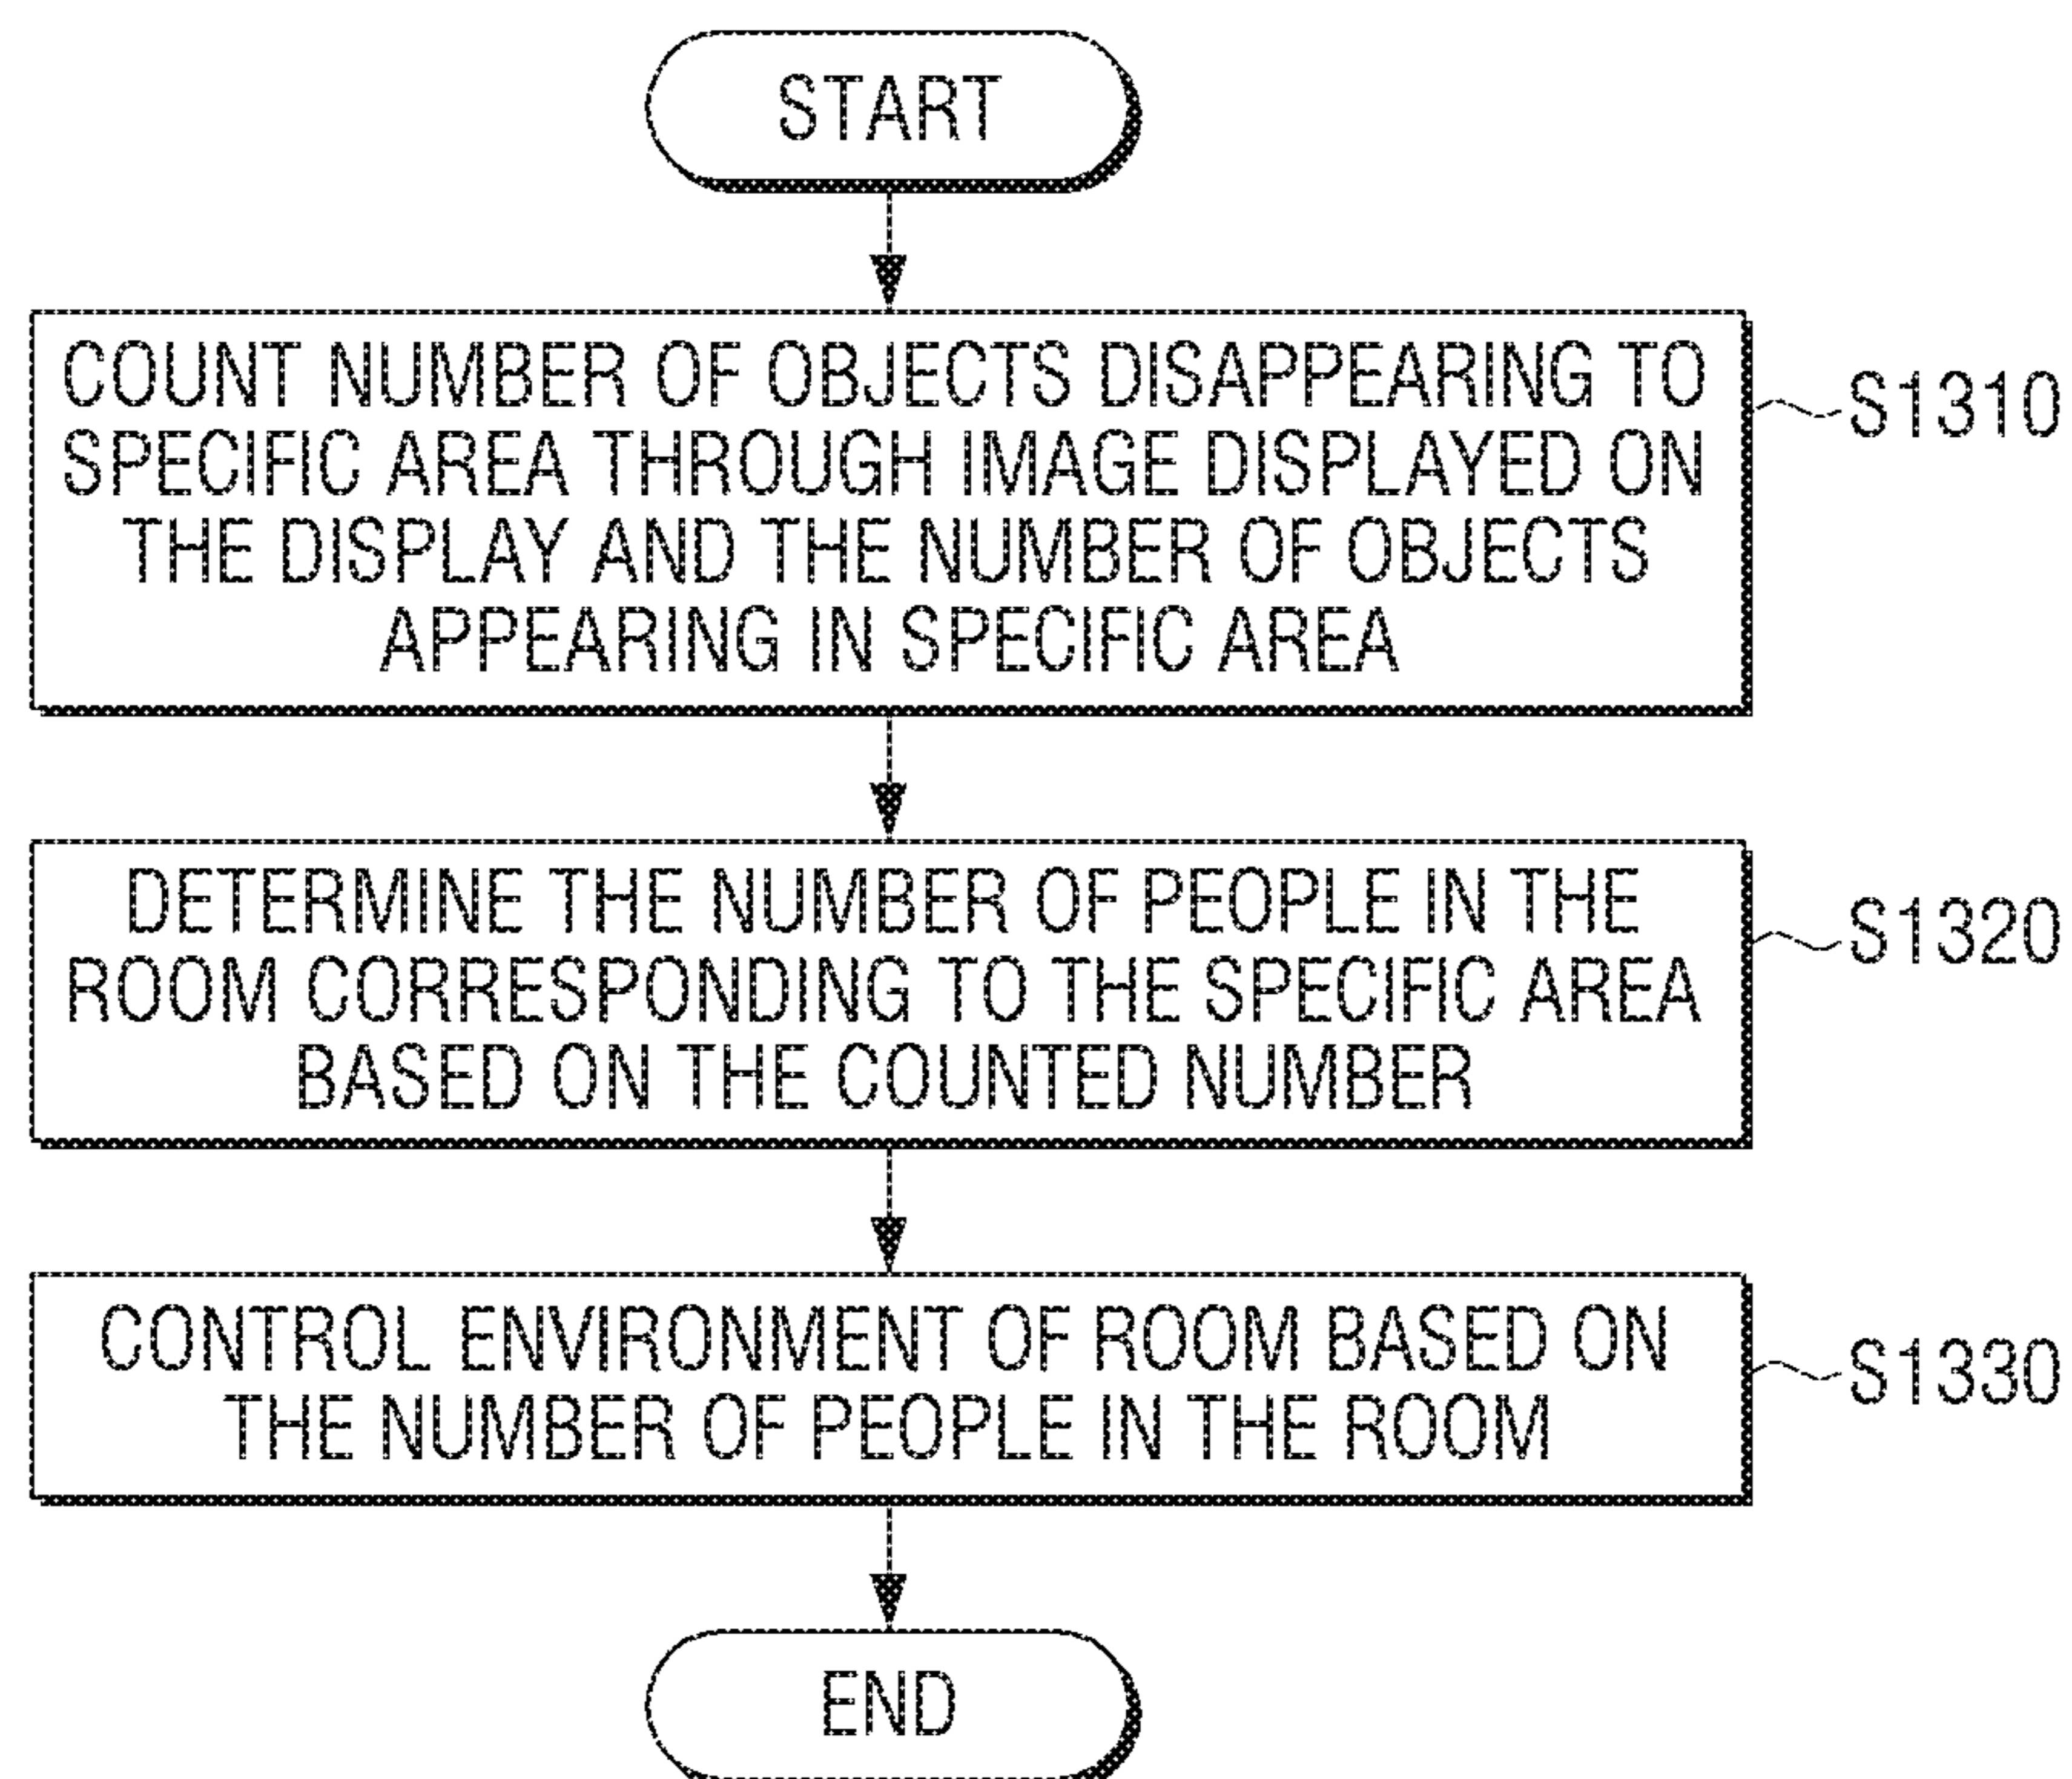 START
COUNT NUMBER OF OBJECTS DISAPPEARING TO
SPECIFIC AREA THROUGH IMAGE DISPLAYED ON
THE DISPLAY AND THE NUMBER OF OBJECTS
APPEARING IN SPECIFIC AREA
S1310
DETERMINE THE NUMBER OF PEOPLE IN THE
ROOM CORRESPONDING TO THE SPECIFIC AREA
BASED ON THE COUNTED NUMBER
S1320
CONTROL ENVIRONMENT OF ROOM BASED ON
THE NUMBER OF PEOPLE IN THE ROOM
S1330
END